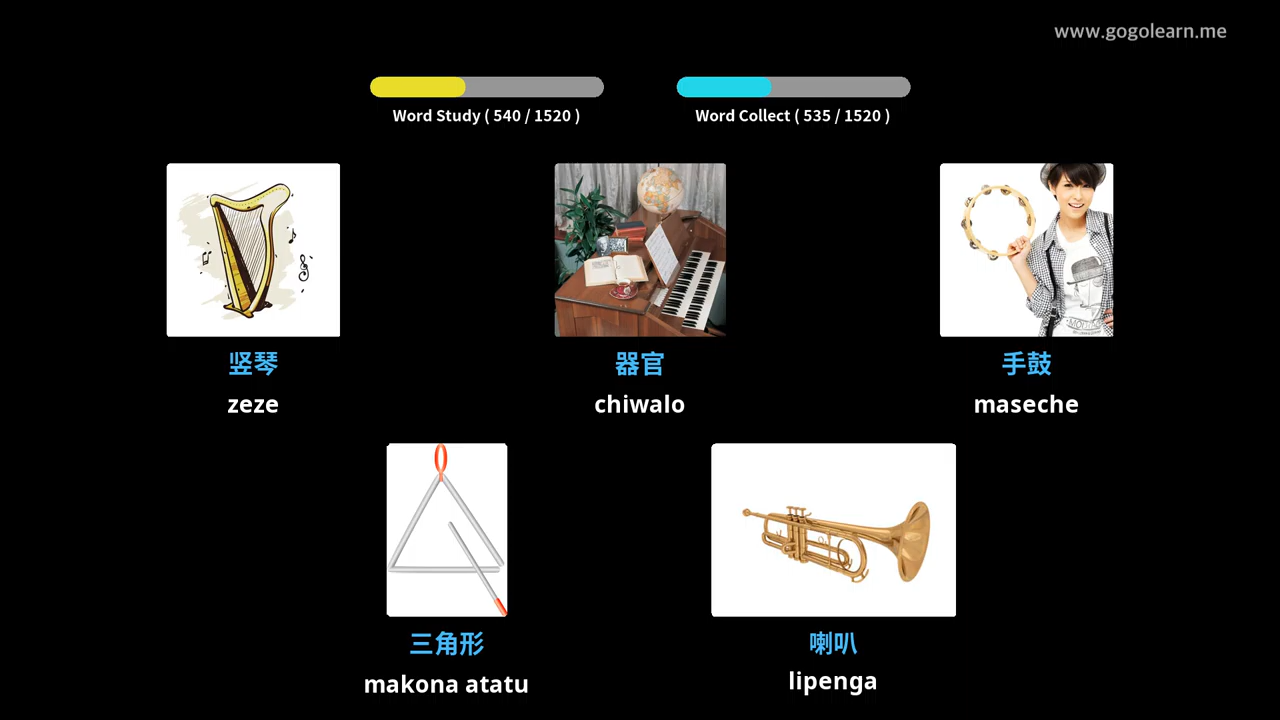 www.gogolearn.me
Word Study ( 540 / 1520 )
Word Collect ( 535 / 1520 )
竖琴
器官
手鼓
zeze
chiwalo
maseche
三角形
喇叭
makona atatu
lipenga